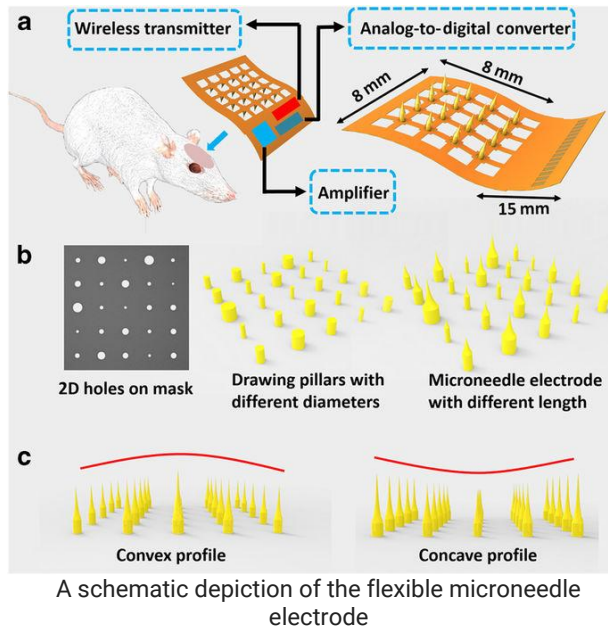 a
Wireless transmitter
Analog-to-digital converter
8 mm
8 mm
Amplifier
15 mm
b
2D holes on mask
Drawing pillars with
different diameters
Microneedle electrode
with different length
c
Convex profile
Concave profile
A schematic depiction of the flexible microneedle
electrode